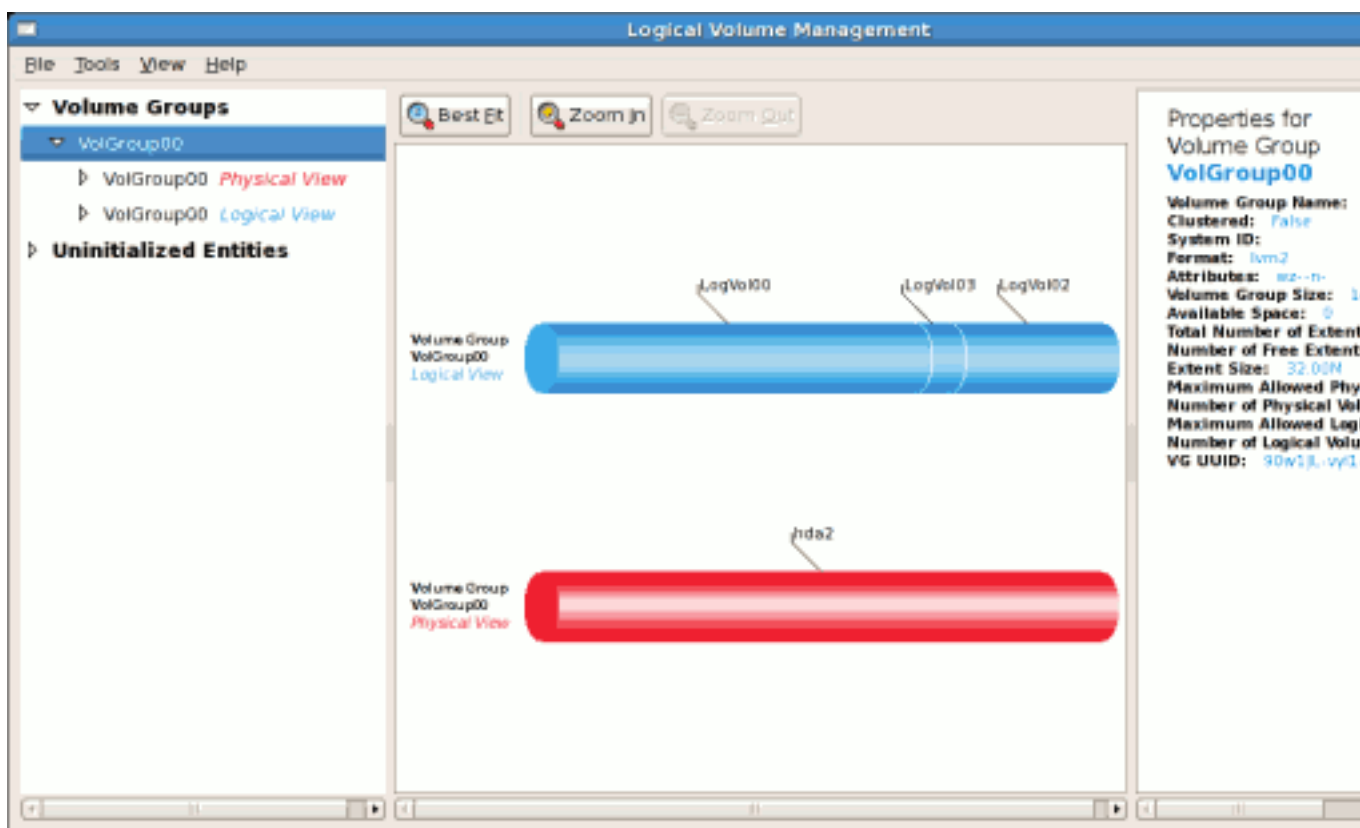 Logical Volume Management
File Tools View Help
Volume Groups
VolGroup00
VolGroup00 Physical View
VolGroup00 Logical View
Uninitialized Entities
Best Fit Zoom In Zoom Out
LogVol00 LogVol03 LogVol02
Volume Group
VolGroup00
Logical View
hda2
Volume Group
VolGroup00
Physical View
Properties for
Volume Group
VolGroup00
Volume Group Name:
Clustered: False
System ID:
Format: lvm2
Attributes: wz--n-
Volume Group Size: 1
Available Space: 0
Total Number of Extent
Number of Free Extent
Extent Size: 32.00M
Maximum Allowed Phy
Number of Physical Vol
Maximum Allowed Logi
Number of Logical Volu
VG UUID: